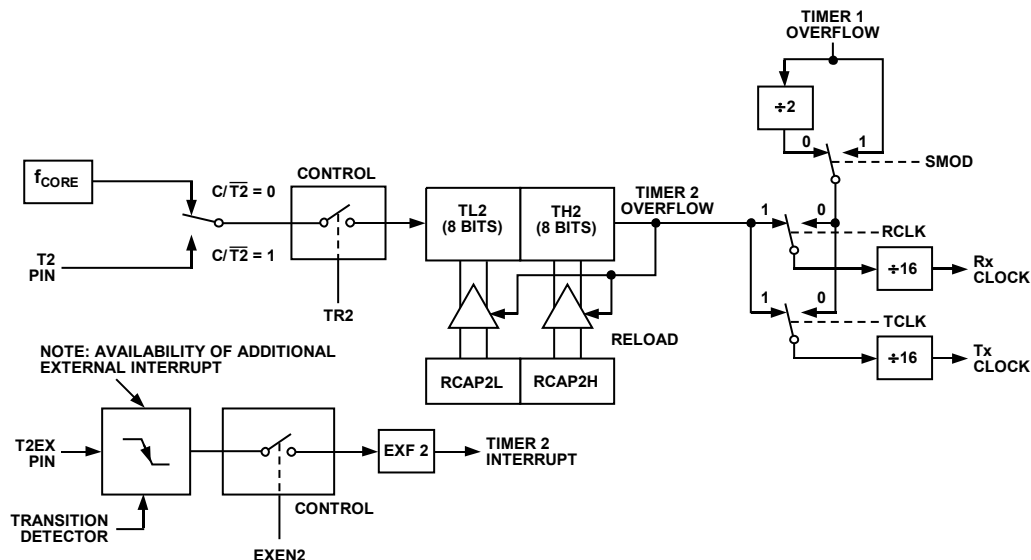 TIMER 1
OVERFLOW
÷2
0
1
SMOD
CONTROL
fCORE
C/T2 = 0
TL2
(8 BITS)
TH2
(8 BITS)
TIMER 2
OVERFLOW
1
0
RCLK
C/T2 = 1
T2
PIN
÷16
Rx
CLOCK
TR2
1
0
TCLK
RELOAD
NOTE: AVAILABILITY OF ADDITIONAL
EXTERNAL INTERRUPT
RCAP2L
RCAP2H
÷16
Tx
CLOCK
T2EX
PIN
EXF 2
TIMER 2
INTERRUPT
CONTROL
TRANSITION
DETECTOR
EXEN2